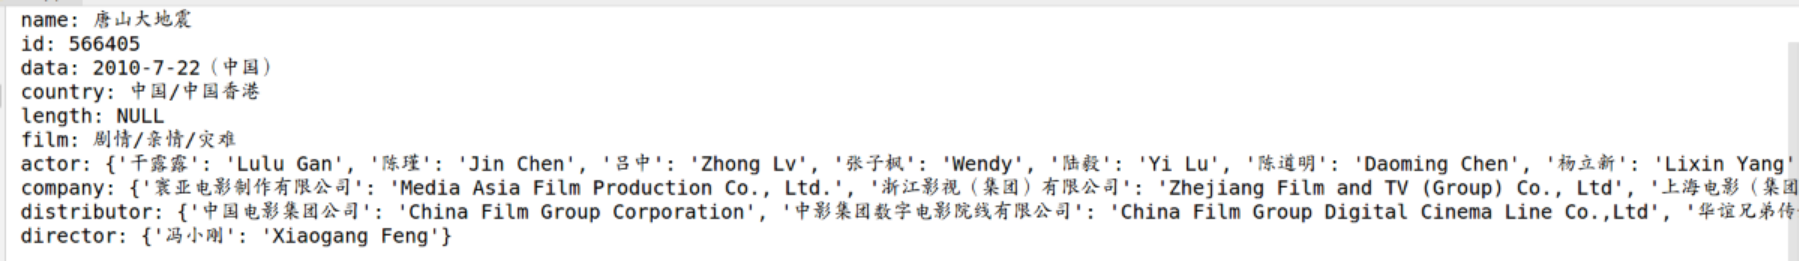 name: 唐山大地震
id: 566405
data: 2010-7-22（中国）
country: 中国/中国香港
length: NULL
film: 剧情/亲情/灾难
actor: {'干露露': 'Lulu Gan', '陈瑾': 'Jin Chen', '吕中': 'Zhong Lv', '张子枫': 'Wendy', '陆毅': 'Yi Lu', '陈道明': 'Daoming Chen', '杨立新': 'Lixin Yang'
company: {'寰亚电影制作有限公司': 'Media Asia Film Production Co., Ltd.', '浙江影视（集团）有限公司': 'Zhejiang Film and TV (Group) Co., Ltd', '上海电影（集团
distributor: {'中国电影集团公司': 'China Film Group Corporation', '中影集团数字电影院线有限公司': 'China Film Group Digital Cinema Line Co.,Ltd', '华谊兄弟传
director: {'冯小刚': 'Xiaogang Feng'}